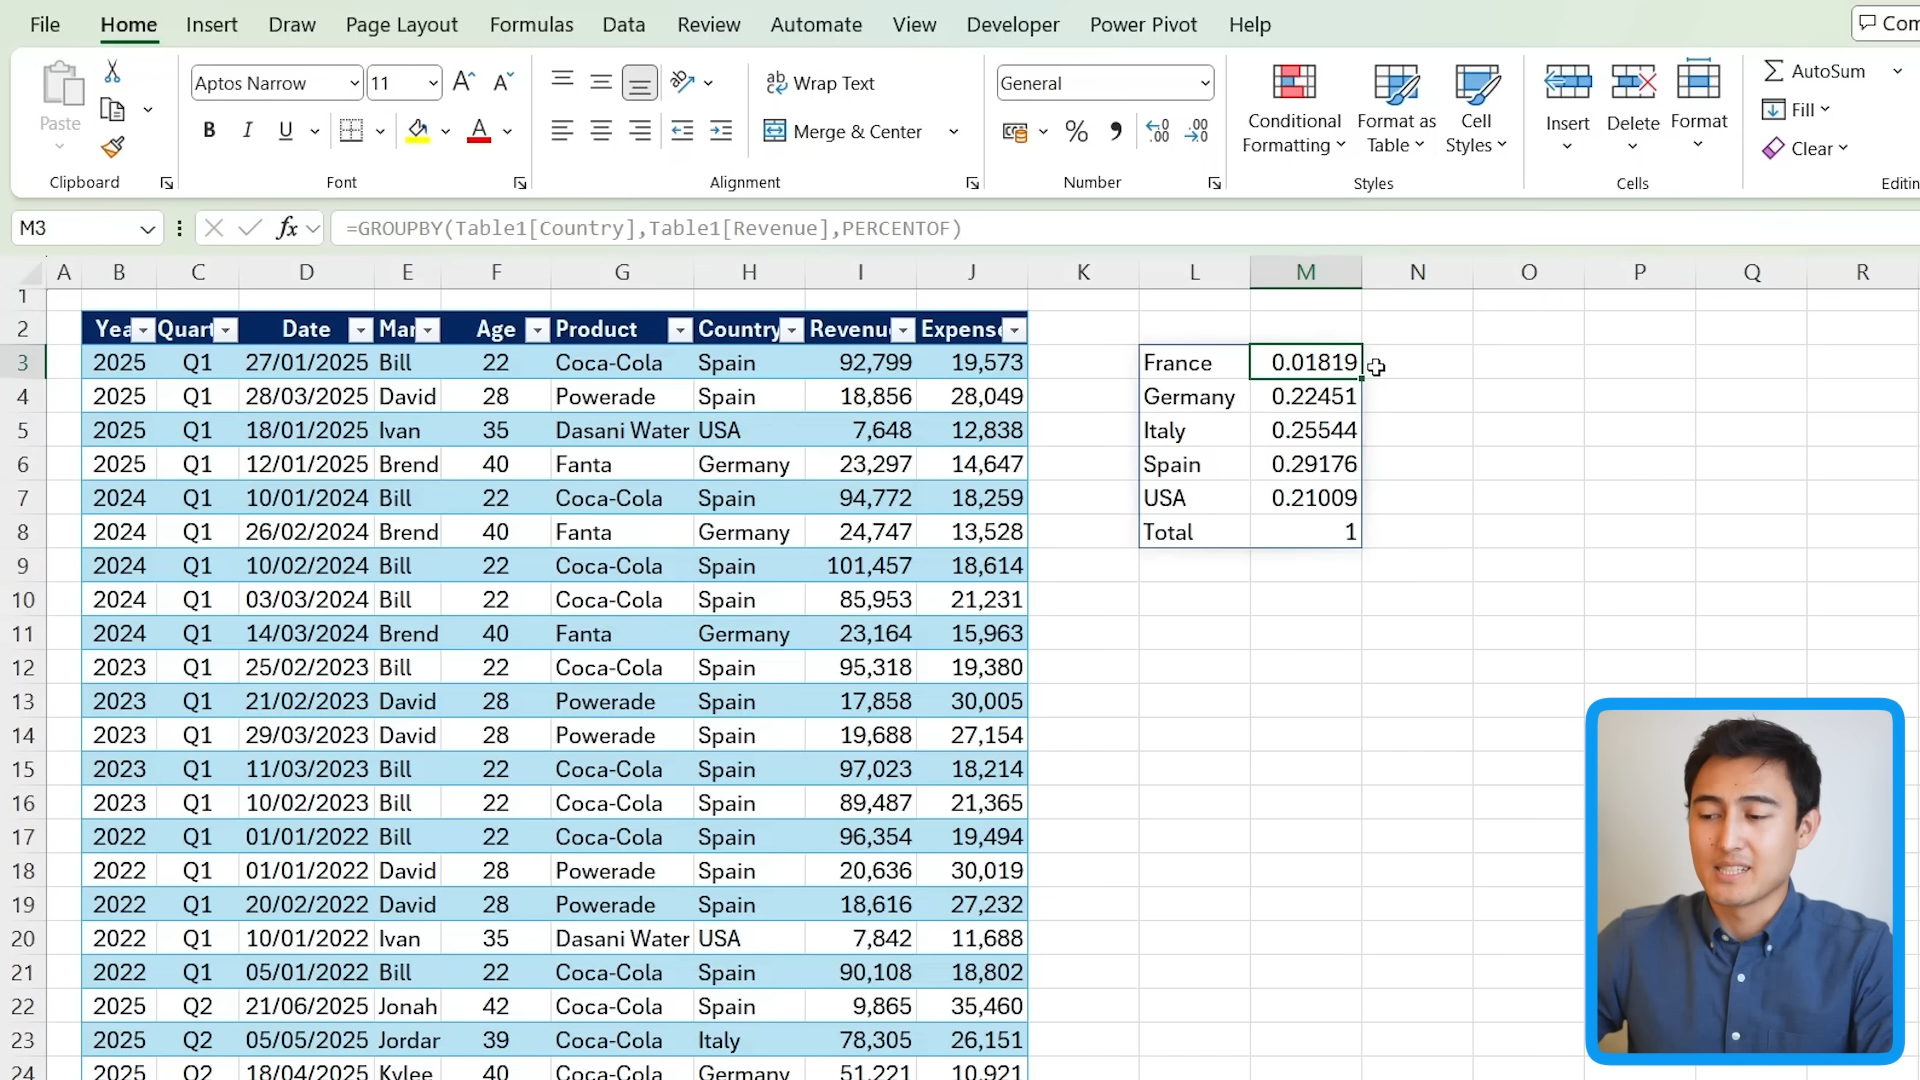 File Home Insert Draw Page Layout Formulas Data Review View Automate Developer Power Pivot Help
Paste
Clipboard
Aptos Narrow 11
B I U
Font
Wrap Text
Merge & Center
Alignment
General
Number
Conditional Formatting
Format as Table
Cell Styles
Styles
Insert Delete Format
Cells
AutoSum
Fill
Clear
M3 fx =GROUPBY(Table1[Country],Table1[Revenue],PERCENTOF)
A B C D E F G H I J K L M N O P Q R
1
2 Yea Quart Date Mar Age Product Country Revenu Expense
3 2025 Q1 27/01/2025 Bill 22 Coca-Cola Spain 92,799 19,573 France 0.01819
4 2025 Q1 28/03/2025 David 28 Powerade Spain 18,856 28,049 Germany 0.22451
5 2025 Q1 18/01/2025 Ivan 35 Dasani Water USA 7,648 12,838 Italy 0.25544
6 2025 Q1 12/01/2025 Brend 40 Fanta Germany 23,297 14,647 Spain 0.29176
7 2024 Q1 10/01/2024 Bill 22 Coca-Cola Spain 94,772 18,259 USA 0.21009
8 2024 Q1 26/02/2024 Brend 40 Fanta Germany 24,747 13,528 Total 1
9 2024 Q1 10/02/2024 Bill 22 Coca-Cola Spain 101,457 18,614
10 2024 Q1 03/03/2024 Bill 22 Coca-Cola Spain 85,953 21,231
11 2024 Q1 14/03/2024 Brend 40 Fanta Germany 23,164 15,963
12 2023 Q1 25/02/2023 Bill 22 Coca-Cola Spain 95,318 19,380
13 2023 Q1 21/02/2023 David 28 Powerade Spain 17,858 30,005
14 2023 Q1 29/03/2023 David 28 Powerade Spain 19,688 27,154
15 2023 Q1 11/03/2023 Bill 22 Coca-Cola Spain 97,023 18,214
16 2023 Q1 10/02/2023 Bill 22 Coca-Cola Spain 89,487 21,365
17 2022 Q1 01/01/2022 Bill 22 Coca-Cola Spain 96,354 19,494
18 2022 Q1 01/01/2022 David 28 Powerade Spain 20,636 30,019
19 2022 Q1 20/02/2022 David 28 Powerade Spain 18,616 27,232
20 2022 Q1 10/01/2022 Ivan 35 Dasani Water USA 7,842 11,688
21 2022 Q1 05/01/2022 Bill 22 Coca-Cola Spain 90,108 18,802
22 2025 Q2 21/06/2025 Jonah 42 Coca-Cola Spain 9,865 35,460
23 2025 Q2 05/05/2025 Jordar 39 Coca-Cola Italy 78,305 26,151
24 2025 Q2 18/04/2025 Kylee 40 Coca-Cola Germany 51,221 10,921